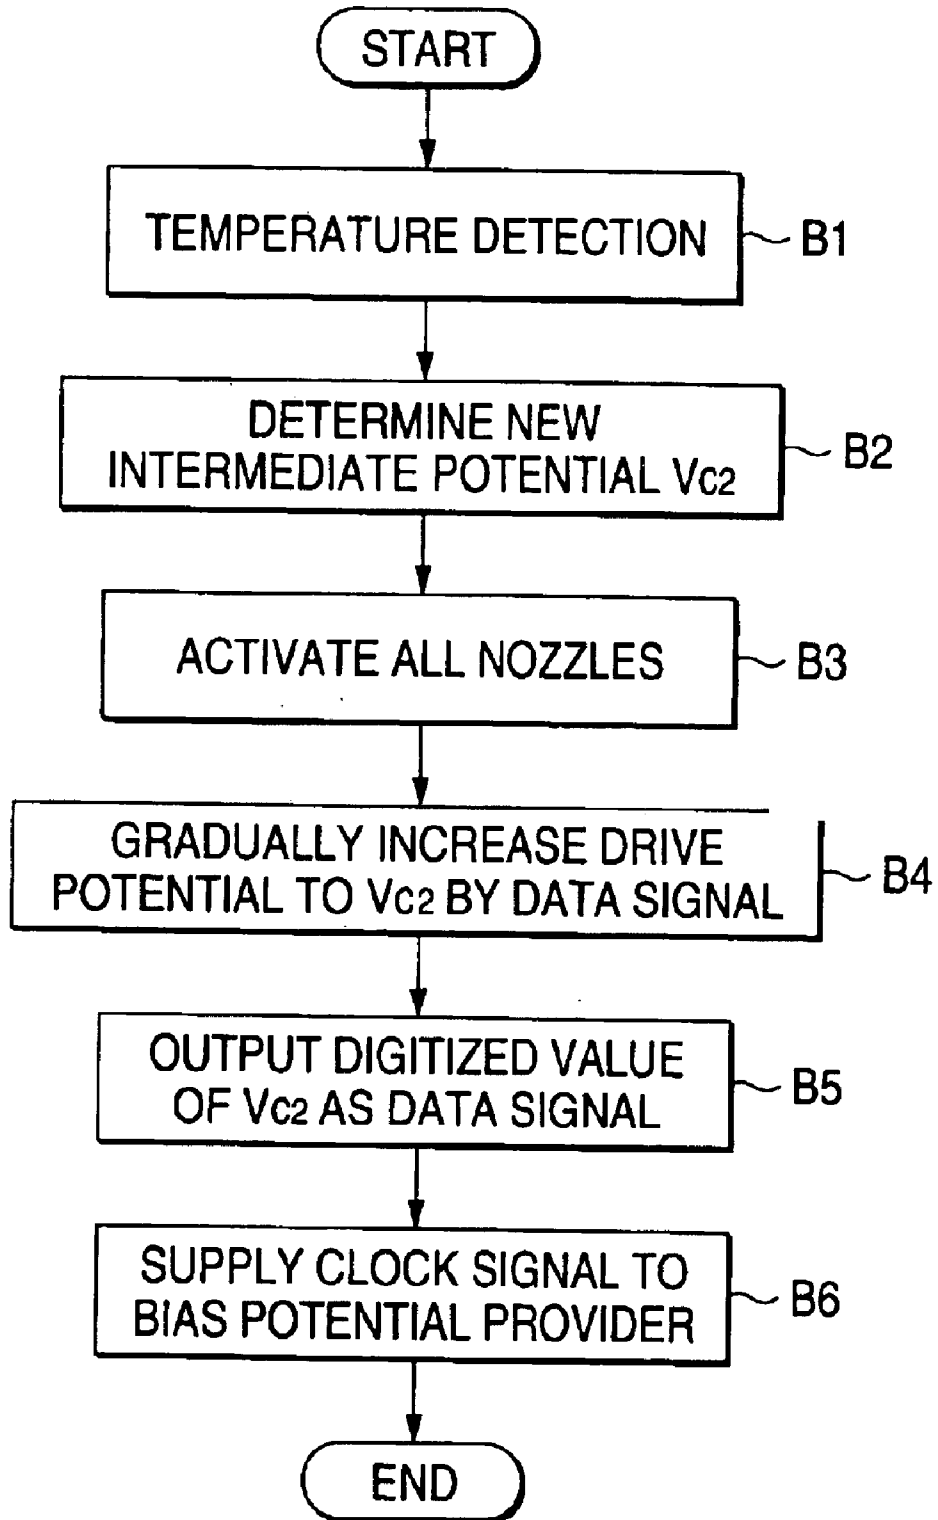 START
TEMPERATURE DETECTION
B1
DETERMINE NEW
INTERMEDIATE POTENTIAL Vc2
B2
ACTIVATE ALL NOZZLES
B3
GRADUALLY INCREASE DRIVE
POTENTIAL TO Vc2 BY DATA SIGNAL
B4
OUTPUT DIGITIZED VALUE
OF Vc2 AS DATA SIGNAL
B5
SUPPLY CLOCK SIGNAL TO
BIAS POTENTIAL PROVIDER
B6
END